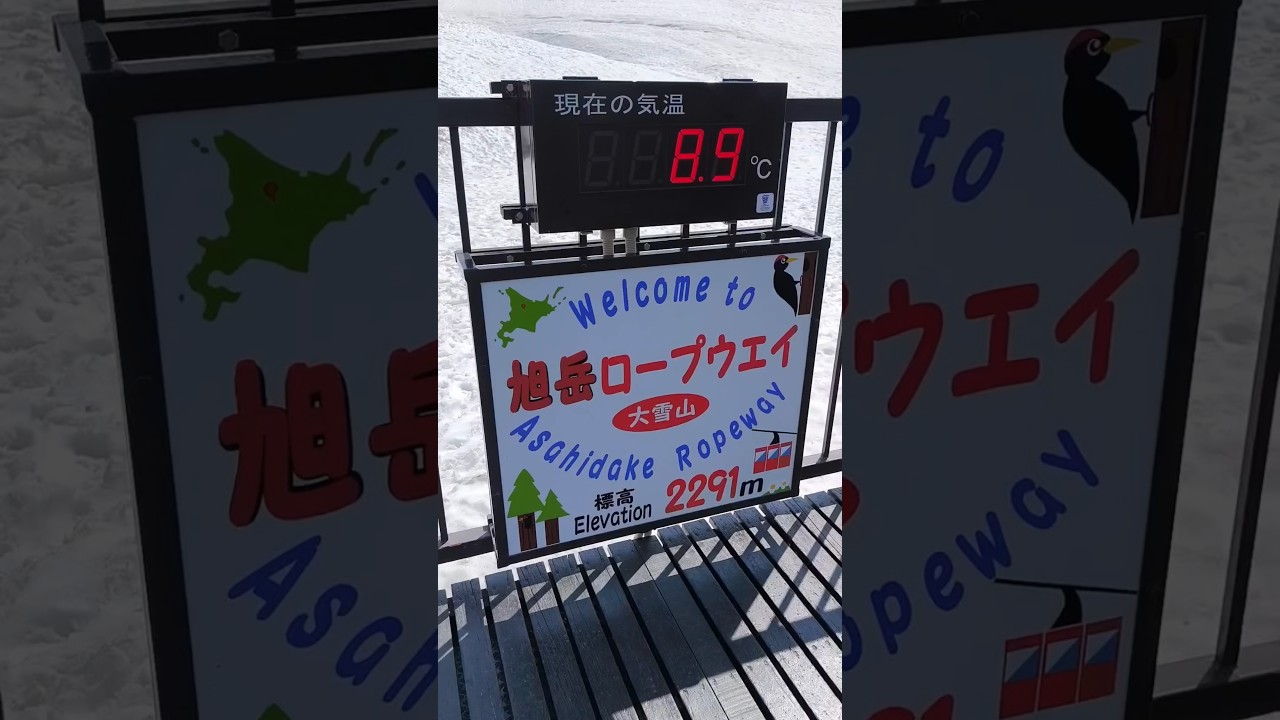 現在の気温
8.9 ℃
Welcome to
旭岳ロープウエイ
大雪山
Asahidake Ropeway
標高
Elevation 2291m